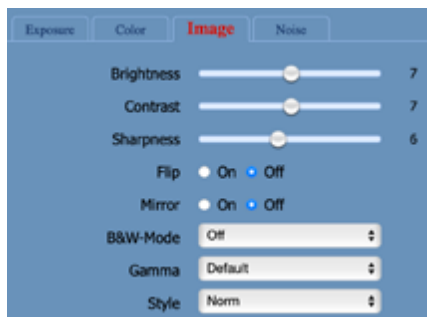 Exposure Color Image Noise
Brightness 7
Contrast 7
Sharpness 6
Flip On Off
Mirror On Off
B&W-Mode Off
Gamma Default
Style Norm